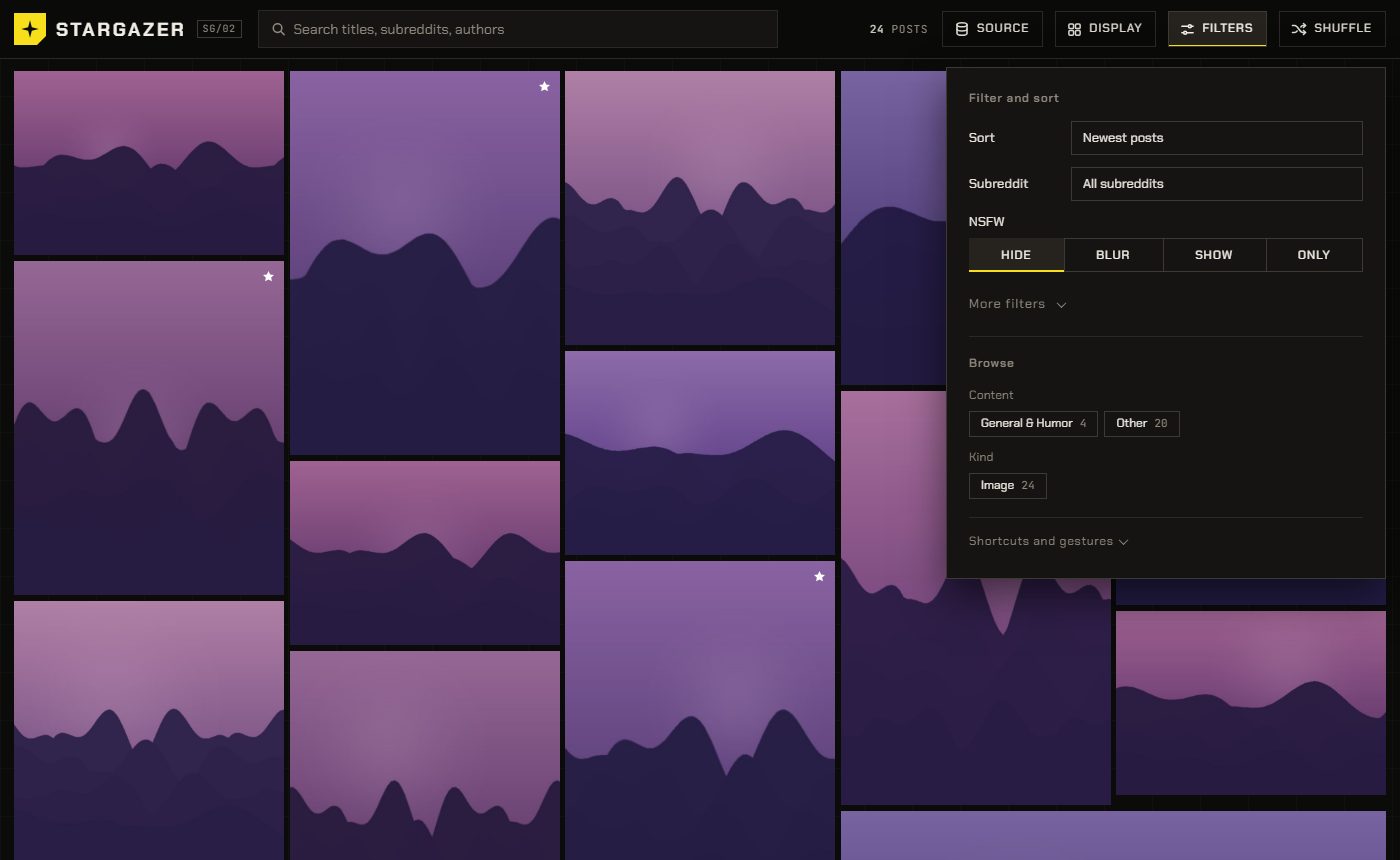 STARGAZER SG/02 Search titles, subreddits, authors 24 POSTS SOURCE DISPLAY FILTERS SHUFFLE
Filter and sort
Sort Newest posts
Subreddit All subreddits
NSFW
HIDE BLUR SHOW ONLY
More filters
Browse
Content
General & Humor 4 Other 20
Kind
Image 24
Shortcuts and gestures